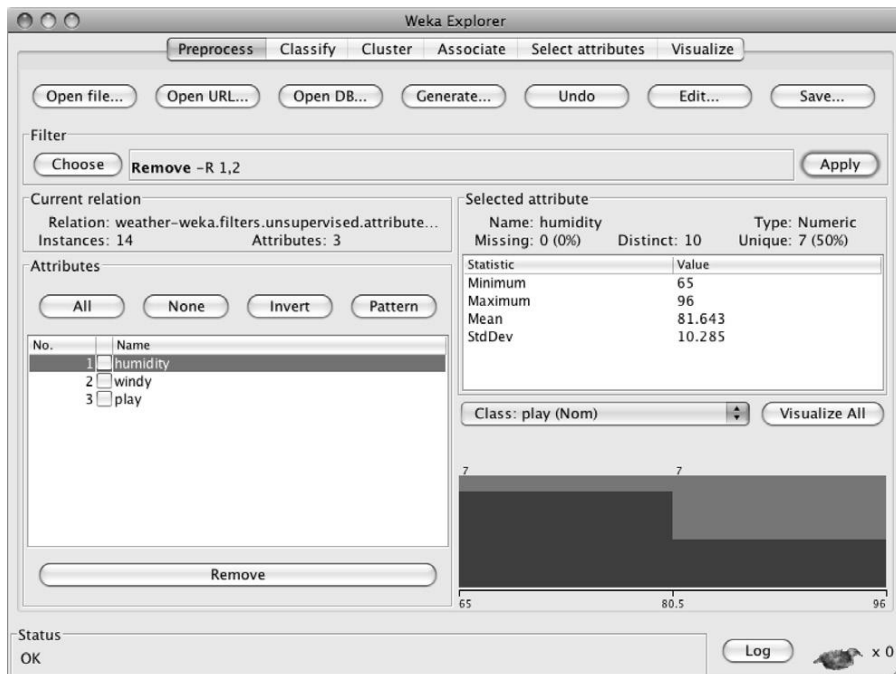 Weka Explorer
Preprocess Classify Cluster Associate Select attributes Visualize
Open file... Open URL... Open DB... Generate... Undo Edit... Save...
Filter
Choose Remove -R 1,2 Apply
Current relation
Relation: weather-weka.filters.unsupervised.attribute...
Instances: 14 Attributes: 3
Attributes
All None Invert Pattern
No. Name
1 humidity
2 windy
3 play
Remove
Selected attribute
Name: humidity Type: Numeric
Missing: 0 (0%) Distinct: 10 Unique: 7 (50%)
Statistic Value
Minimum 65
Maximum 96
Mean 81.643
StdDev 10.285
Class: play (Nom) Visualize All
7 7
65 80.5 96
Status
OK
Log x 0